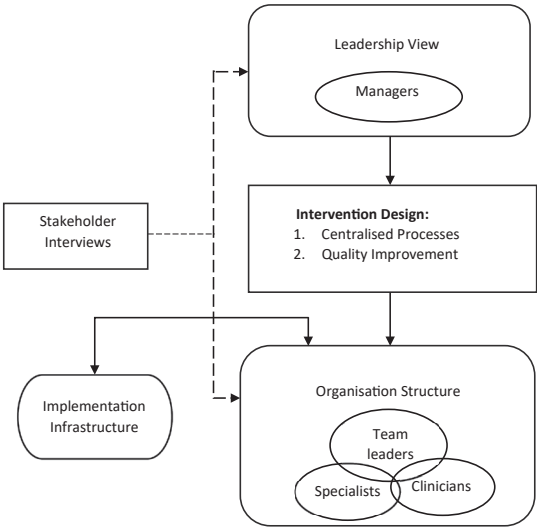 Leadership View
Managers
Stakeholder
Interviews
Intervention Design:
1. Centralised Processes
2. Quality Improvement
Implementation
Infrastructure
Organisation Structure
Team
leaders
Specialists
Clinicians